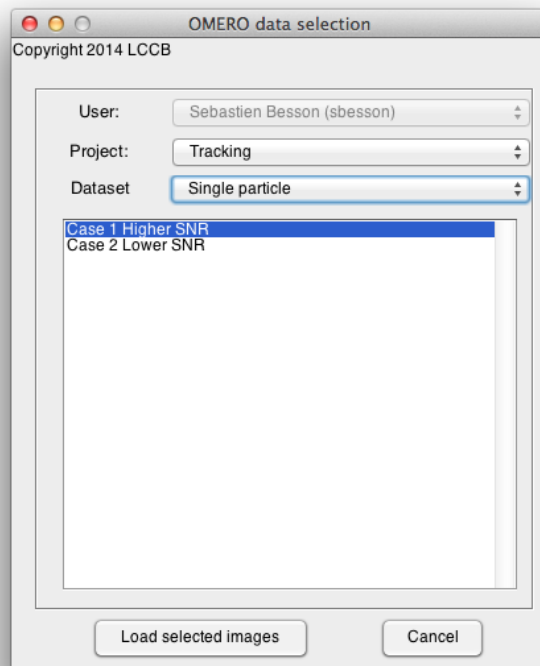 OMERO data selection
Copyright 2014 LCCB
User: Sebastien Besson (sbesson)
Project: Tracking
Dataset Single particle
Case 1 Higher SNR
Case 2 Lower SNR
Load selected images Cancel